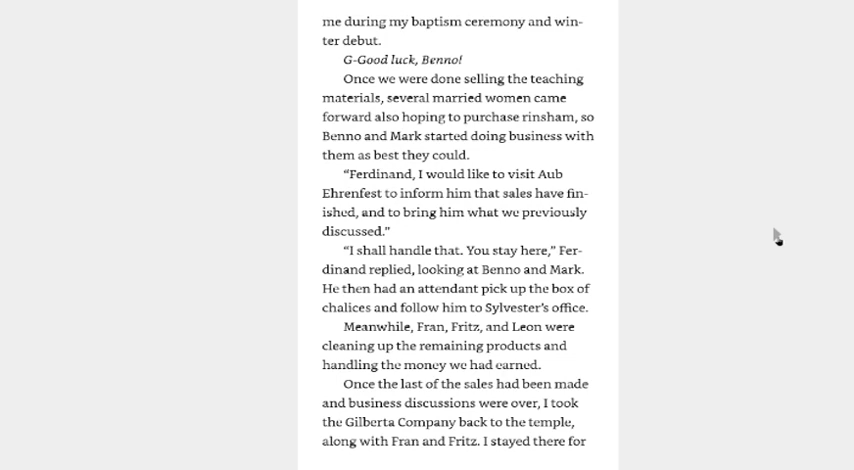 me during my baptism ceremony and win-
ter debut.
G-Good luck, Benno!
Once we were done selling the teaching
materials, several married women came
forward also hoping to purchase rinsham, so
Benno and Mark started doing business with
them as best they could.
“Ferdinand, I would like to visit Aub
Ehrenfest to inform him that sales have fin-
ished, and to bring him what we previously
discussed.”
“I shall handle that. You stay here,” Fer-
dinand replied, looking at Benno and Mark.
He then had an attendant pick up the box of
chalices and follow him to Sylvester’s office.
Meanwhile, Fran, Fritz, and Leon were
cleaning up the remaining products and
handling the money we had earned.
Once the last of the sales had been made
and business discussions were over, I took
the Gilberta Company back to the temple,
along with Fran and Fritz. I stayed there for